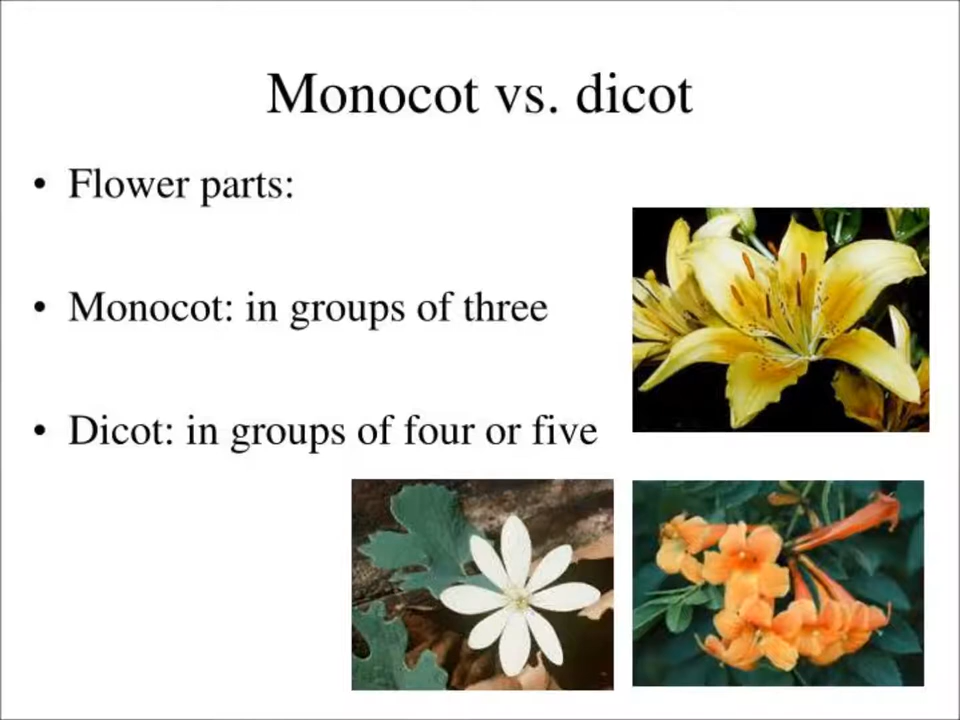 Monocot vs. dicot
• Flower parts:
• Monocot: in groups of three
• Dicot: in groups of four or five